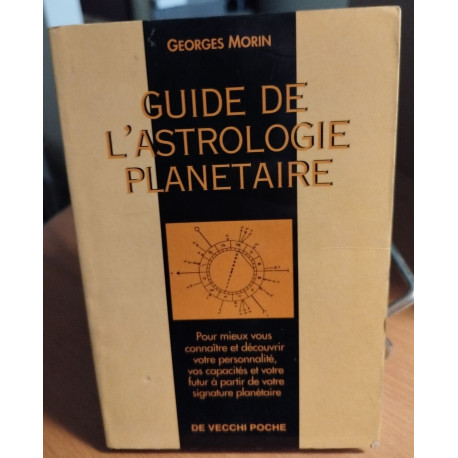 GEORGES MORIN
GUIDE DE
L'ASTROLOGIE
PLANETAIRE
Pour mieux vous
connaître et découvrir
votre personnalité,
vos capacités et votre
futur à partir de votre
signature planétaire
DE VECCHI POCHE